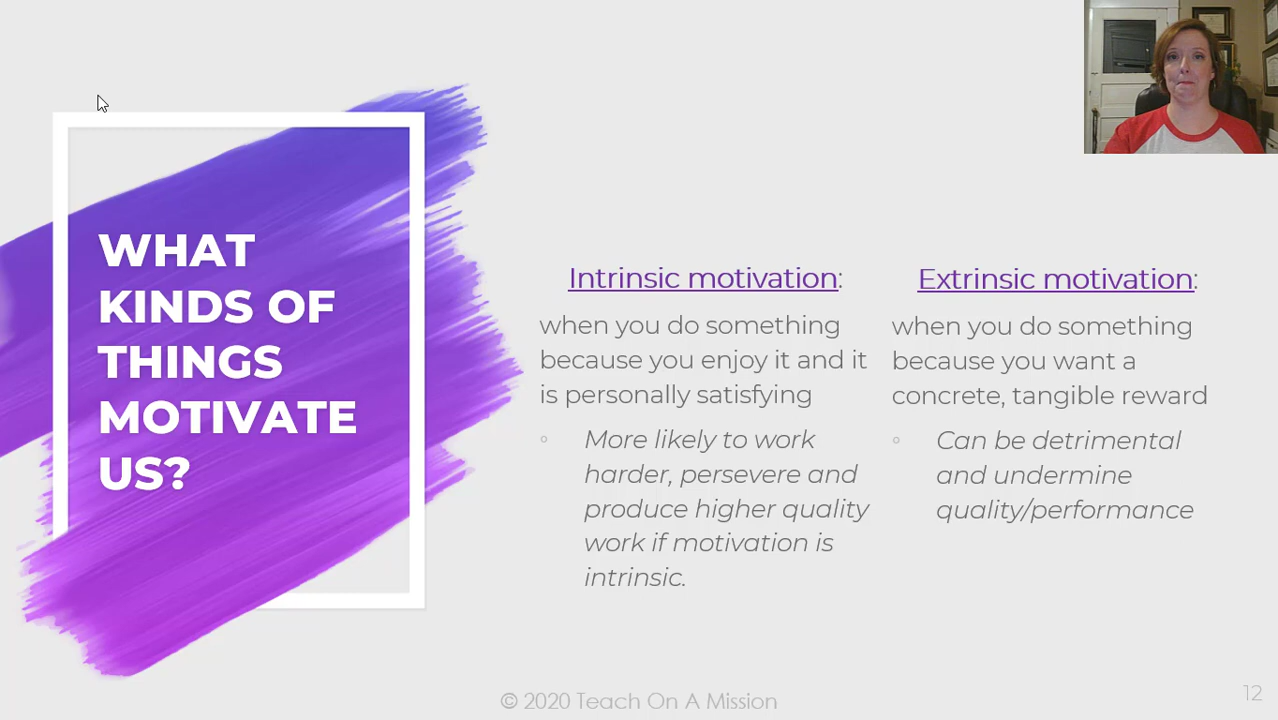 WHAT
KINDS OF
THINGS
MOTIVATE
US?
Intrinsic motivation:
when you do something
because you enjoy it and it
is personally satisfying
◦ More likely to work
harder, persevere and
produce higher quality
work if motivation is
intrinsic.
Extrinsic motivation:
when you do something
because you want a
concrete, tangible reward
◦ Can be detrimental
and undermine
quality/performance
© 2020 Teach On A Mission
12